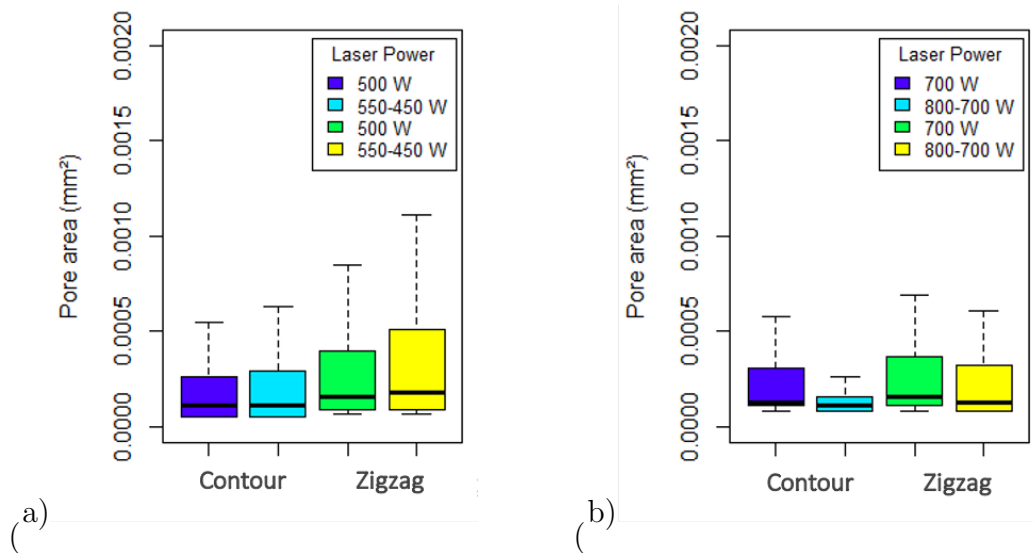 Laser Power
500 W
550-450 W
500 W
550-450 W
Pore area (mm²)
0.0020
0.0015
0.0010
0.0005
0.0000
Contour
Zigzag
(a)
Laser Power
700 W
800-700 W
700 W
800-700 W
Pore area (mm²)
0.0020
0.0015
0.0010
0.0005
0.0000
Contour
Zigzag
(b)